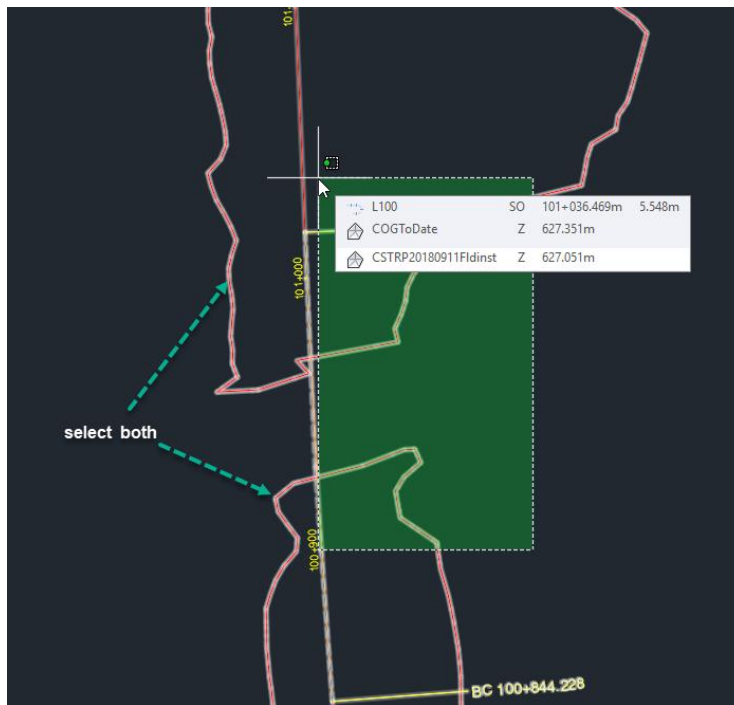 101+
L100 SO 101+036.469m 5.548m
COGToDate Z 627.351m
CSTRP20180911Fldinst Z 627.051m
101+000
select both
100+900
BC 100+844.228